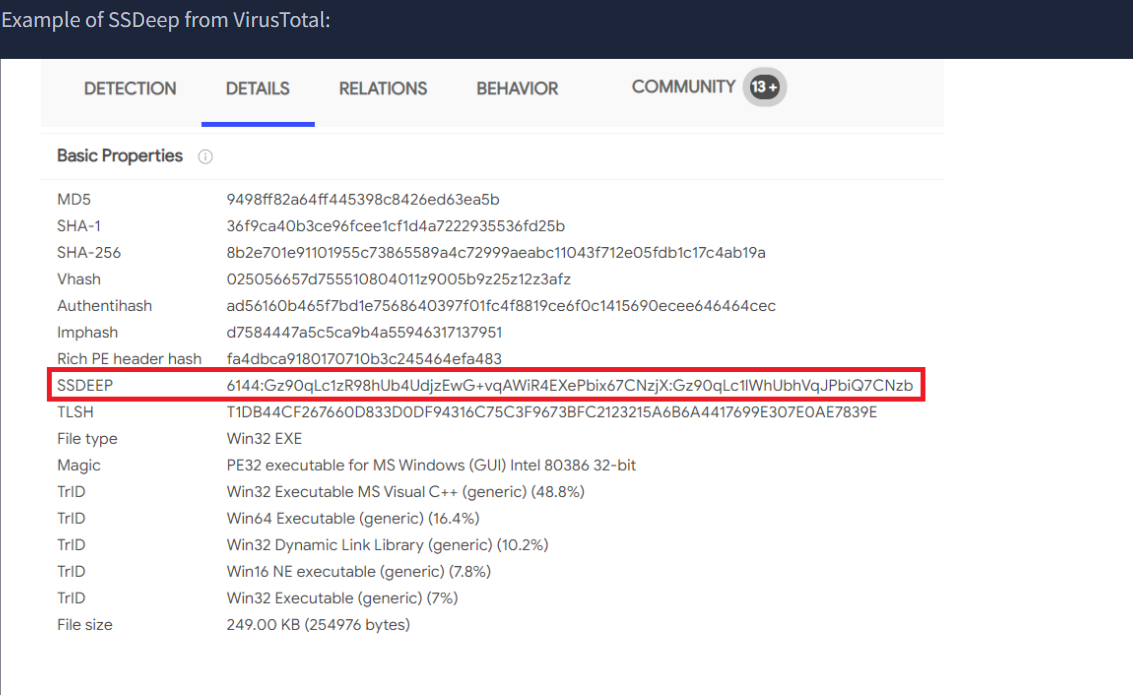 Example of SSDeep from VirusTotal:
DETECTION DETAILS RELATIONS BEHAVIOR COMMUNITY 13+
Basic Properties
MD5 9498ff82a64ff445398c8426ed63ea5b
SHA-1 36f9ca40b3ce96fcee1cf1d4a7222935536fd25b
SHA-256 8b2e701e91101955c73865589a4c72999aeabc11043f712e05fdb1c17c4ab19a
Vhash 025056657d755510804011z9005b9z25z12z3afz
Authentihash ad56160b465f7bd1e7568640397f01fc4f8819ce6f0c1415690ecee646464cec
Imphash d7584447a5c5ca9b4a55946317137951
Rich PE header hash fa4dbca9180170710b3c245464efa483
SSDEEP 6144:Gz90qLc1zR98hUb4UdjzEwG+vqAWiR4EXePbix67CNzjX:Gz90qLc1lWhUbhVqJPbiQ7CNzb
TLSH T1DB44CF267660D833D0DF94316C75C3F9673BFC2123215A6B6A4417699E307E0AE7839E
File type Win32 EXE
Magic PE32 executable for MS Windows (GUI) Intel 80386 32-bit
TrID Win32 Executable MS Visual C++ (generic) (48.8%)
TrID Win64 Executable (generic) (16.4%)
TrID Win32 Dynamic Link Library (generic) (10.2%)
TrID Win16 NE executable (generic) (7.8%)
TrID Win32 Executable (generic) (7%)
File size 249.00 KB (254976 bytes)